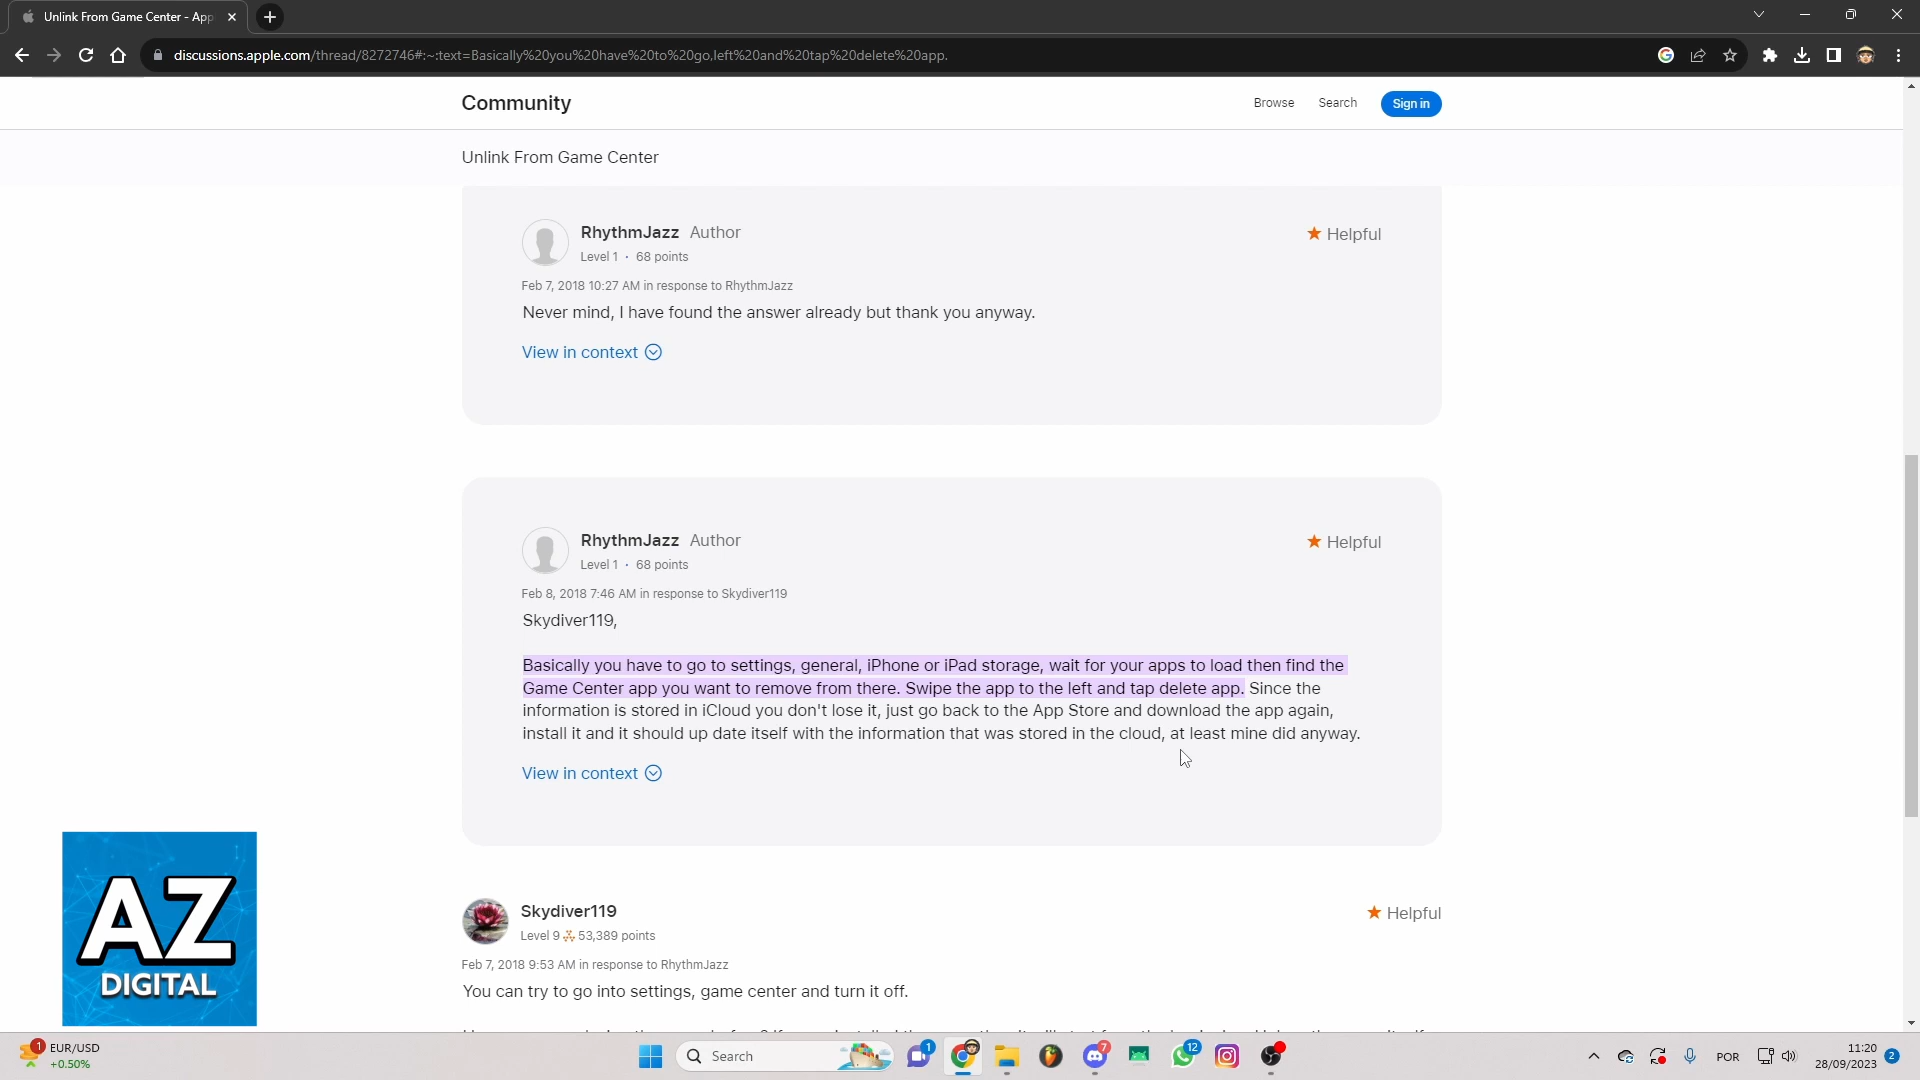 Unlink From Game Center - App
discussions.apple.com/thread/8272746#:~:text=Basically%20you%20have%20to%20go,left%20and%20tap%20delete%20app.
Community
Browse
Search
Sign in
Unlink From Game Center
RhythmJazz Author
Helpful
Level 1 · 68 points
Feb 7, 2018 10:27 AM in response to RhythmJazz
Never mind, I have found the answer already but thank you anyway.
View in context
RhythmJazz Author
Helpful
Level 1 · 68 points
Feb 8, 2018 7:46 AM in response to Skydiver119
Skydiver119,
Basically you have to go to settings, general, iPhone or iPad storage, wait for your apps to load then find the
Game Center app you want to remove from there. Swipe the app to the left and tap delete app. Since the
information is stored in iCloud you don't lose it, just go back to the App Store and download the app again,
install it and it should up date itself with the information that was stored in the cloud, at least mine did anyway.
View in context
Skydiver119
Helpful
Level 9 53,389 points
Feb 7, 2018 9:53 AM in response to RhythmJazz
You can try to go into settings, game center and turn it off.
AZ
DIGITAL
1
EUR/USD
+0.50%
Search
1
7
12
POR
11:20
28/09/2023
2